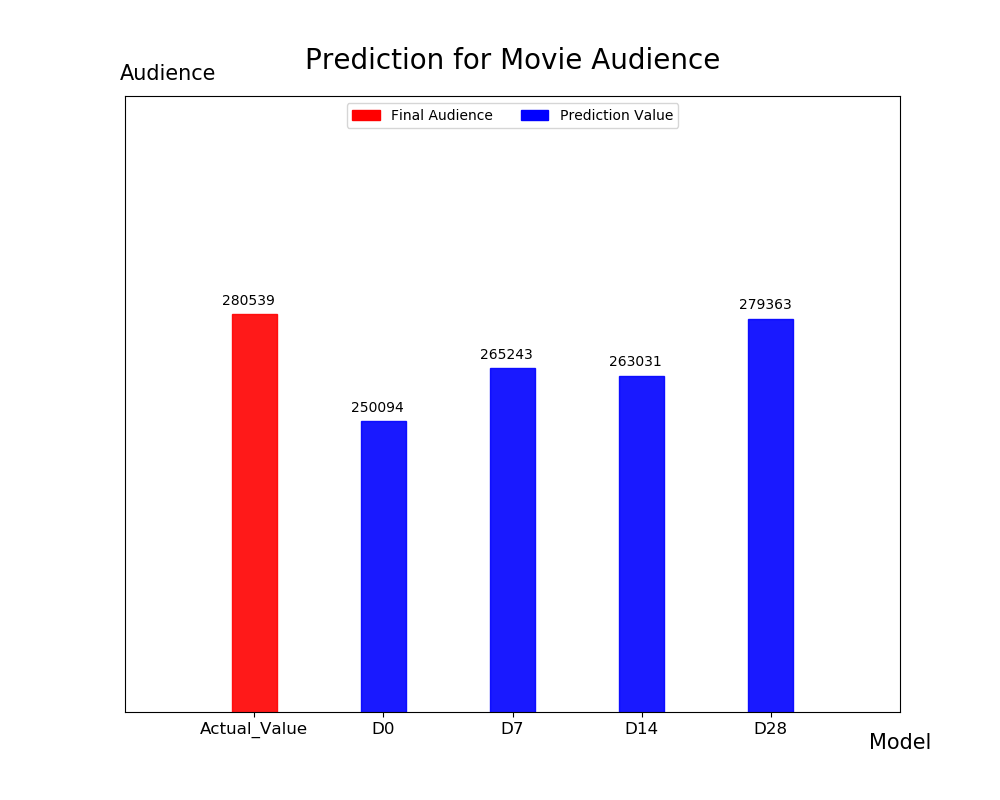 Prediction for Movie Audience
Audience
Final Audience Prediction Value
280539
279363
265243
263031
250094
Actual_Value D0 D7 D14 D28
Model